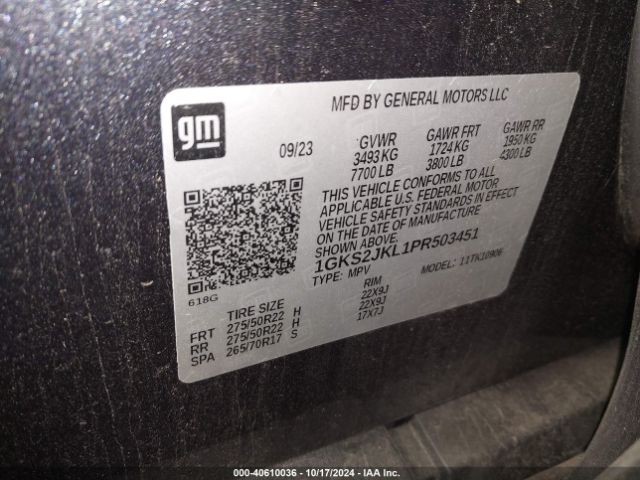 MFD BY GENERAL MOTORS LLC
gm
09/23
GVWR GAWR FRT GAWR RR
3493 KG 1724 KG 1950 KG
7700 LB 3800 LB 4300 LB
THIS VEHICLE CONFORMS TO ALL
APPLICABLE U.S. FEDERAL MOTOR
VEHICLE SAFETY STANDARDS IN EFFECT
ON THE DATE OF MANUFACTURE
SHOWN ABOVE.
1GKS2JKL1PR503451
TYPE: MPV MODEL: 11TK10906
618G
TIRE SIZE RIM
FRT 275/50R22 H 22X9J
RR 275/50R22 H 22X9J
SPA 265/70R17 S 17X7J
000-40610036 | 10/17/2024 | IAA Inc.